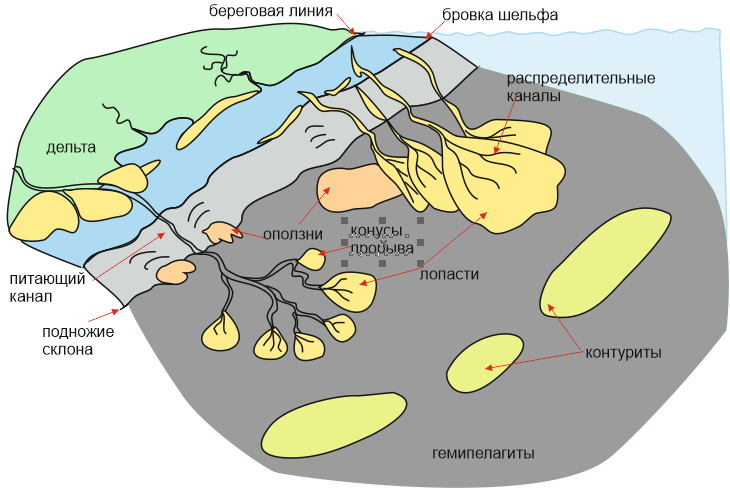 береговая линия
бровка шельфа
распределительные
каналы
дельта
оползни
конусы
прорыва
лопасти
питающий
канал
подножие
склона
контуриты
гемипелагиты